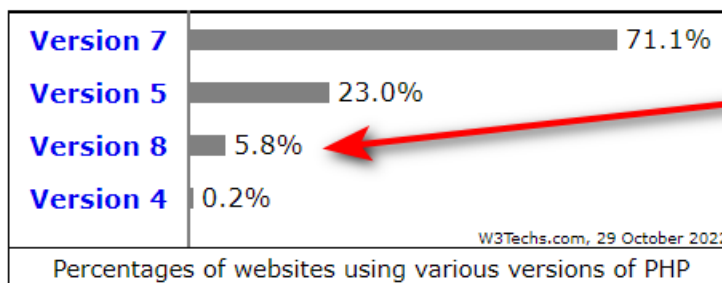 Version 7 71.1%
Version 5 23.0%
Version 8 5.8%
Version 4 0.2%
W3Techs.com, 29 October 2022
Percentages of websites using various versions of PHP